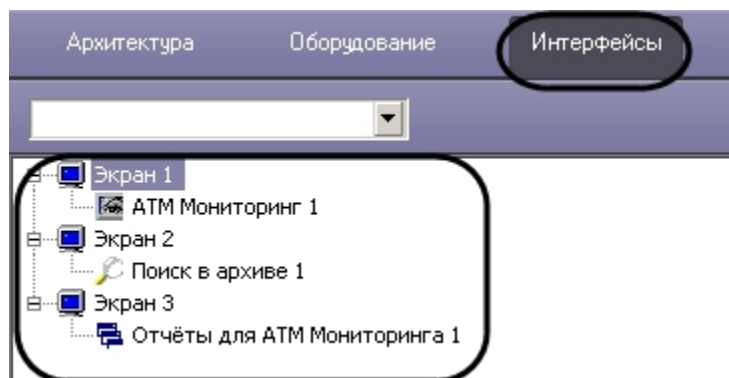 Архитектура Оборудование Интерфейсы
Экран 1
АТМ Мониторинг 1
Экран 2
Поиск в архиве 1
Экран 3
Отчёты для АТМ Мониторинга 1